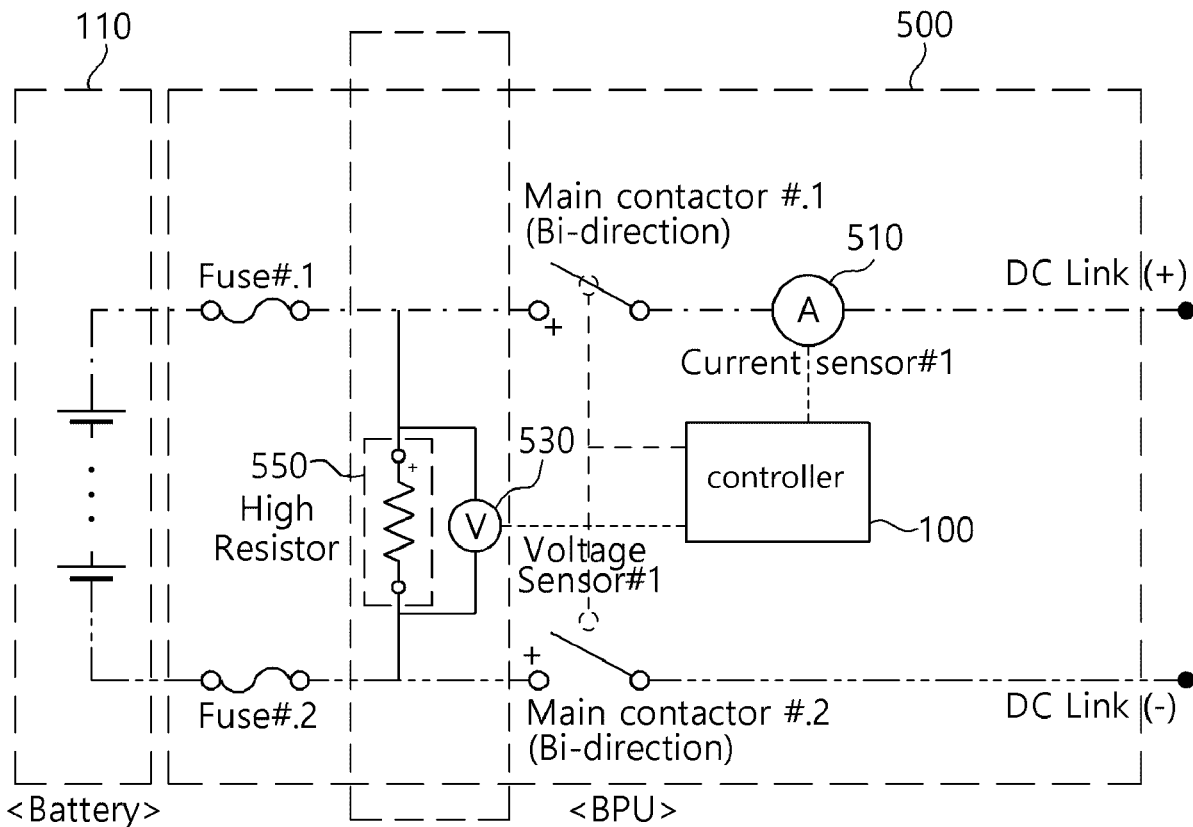 110
500
Main contactor #.1
(Bi-direction)
510
Fuse#.1
DC Link (+)
+
A
Current sensor#1
550
High
Resistor
+
530
V
controller
100
Voltage
Sensor#1
+
Fuse#.2
Main contactor #.2
(Bi-direction)
DC Link (-)
<Battery>
<BPU>